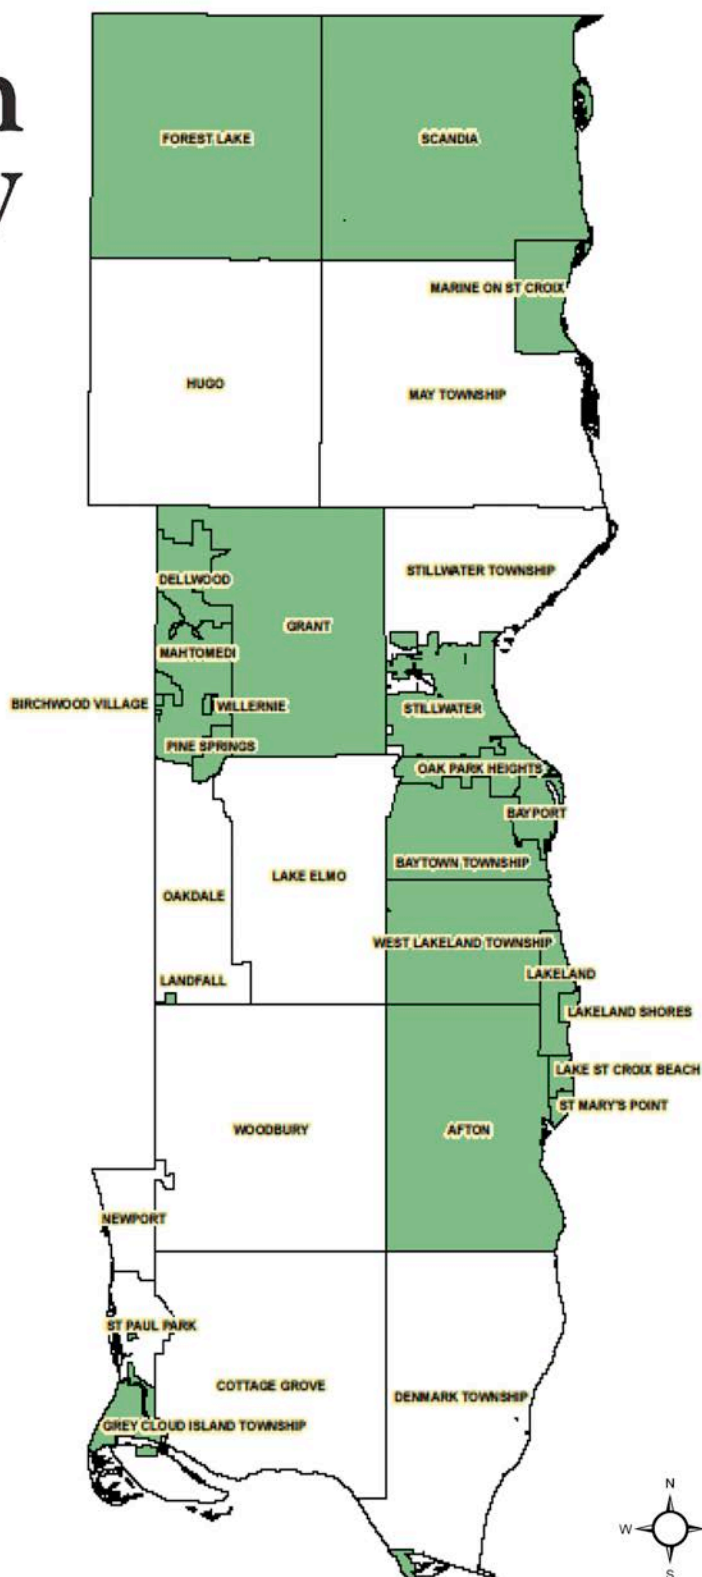 FOREST LAKE
SCANDIA
MARINE ON ST CROIX
HUGO
MAY TOWNSHIP
STILLWATER TOWNSHIP
DELLWOOD
GRANT
MAHTOMEDI
BIRCHWOOD VILLAGE
WILLERNIE
STILLWATER
PINE SPRINGS
OAK PARK HEIGHTS
BAYPORT
BAYTOWN TOWNSHIP
LAKE ELMO
OAKDALE
WEST LAKELAND TOWNSHIP
LAKELAND
LANDFALL
LAKELAND SHORES
LAKE ST CROIX BEACH
ST MARY'S POINT
WOODBURY
AFTON
NEWPORT
ST PAUL PARK
COTTAGE GROVE
DENMARK TOWNSHIP
GREY CLOUD ISLAND TOWNSHIP
N
W
S